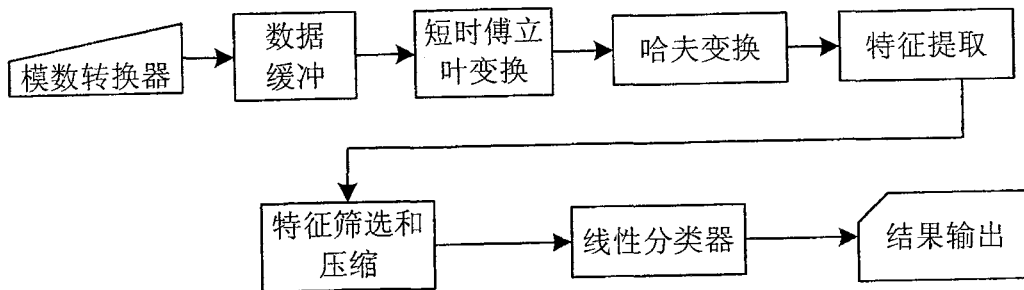 模数转换器
数据
缓冲
短时傅立
叶变换
哈夫变换
特征提取
特征筛选和
压缩
线性分类器
结果输出